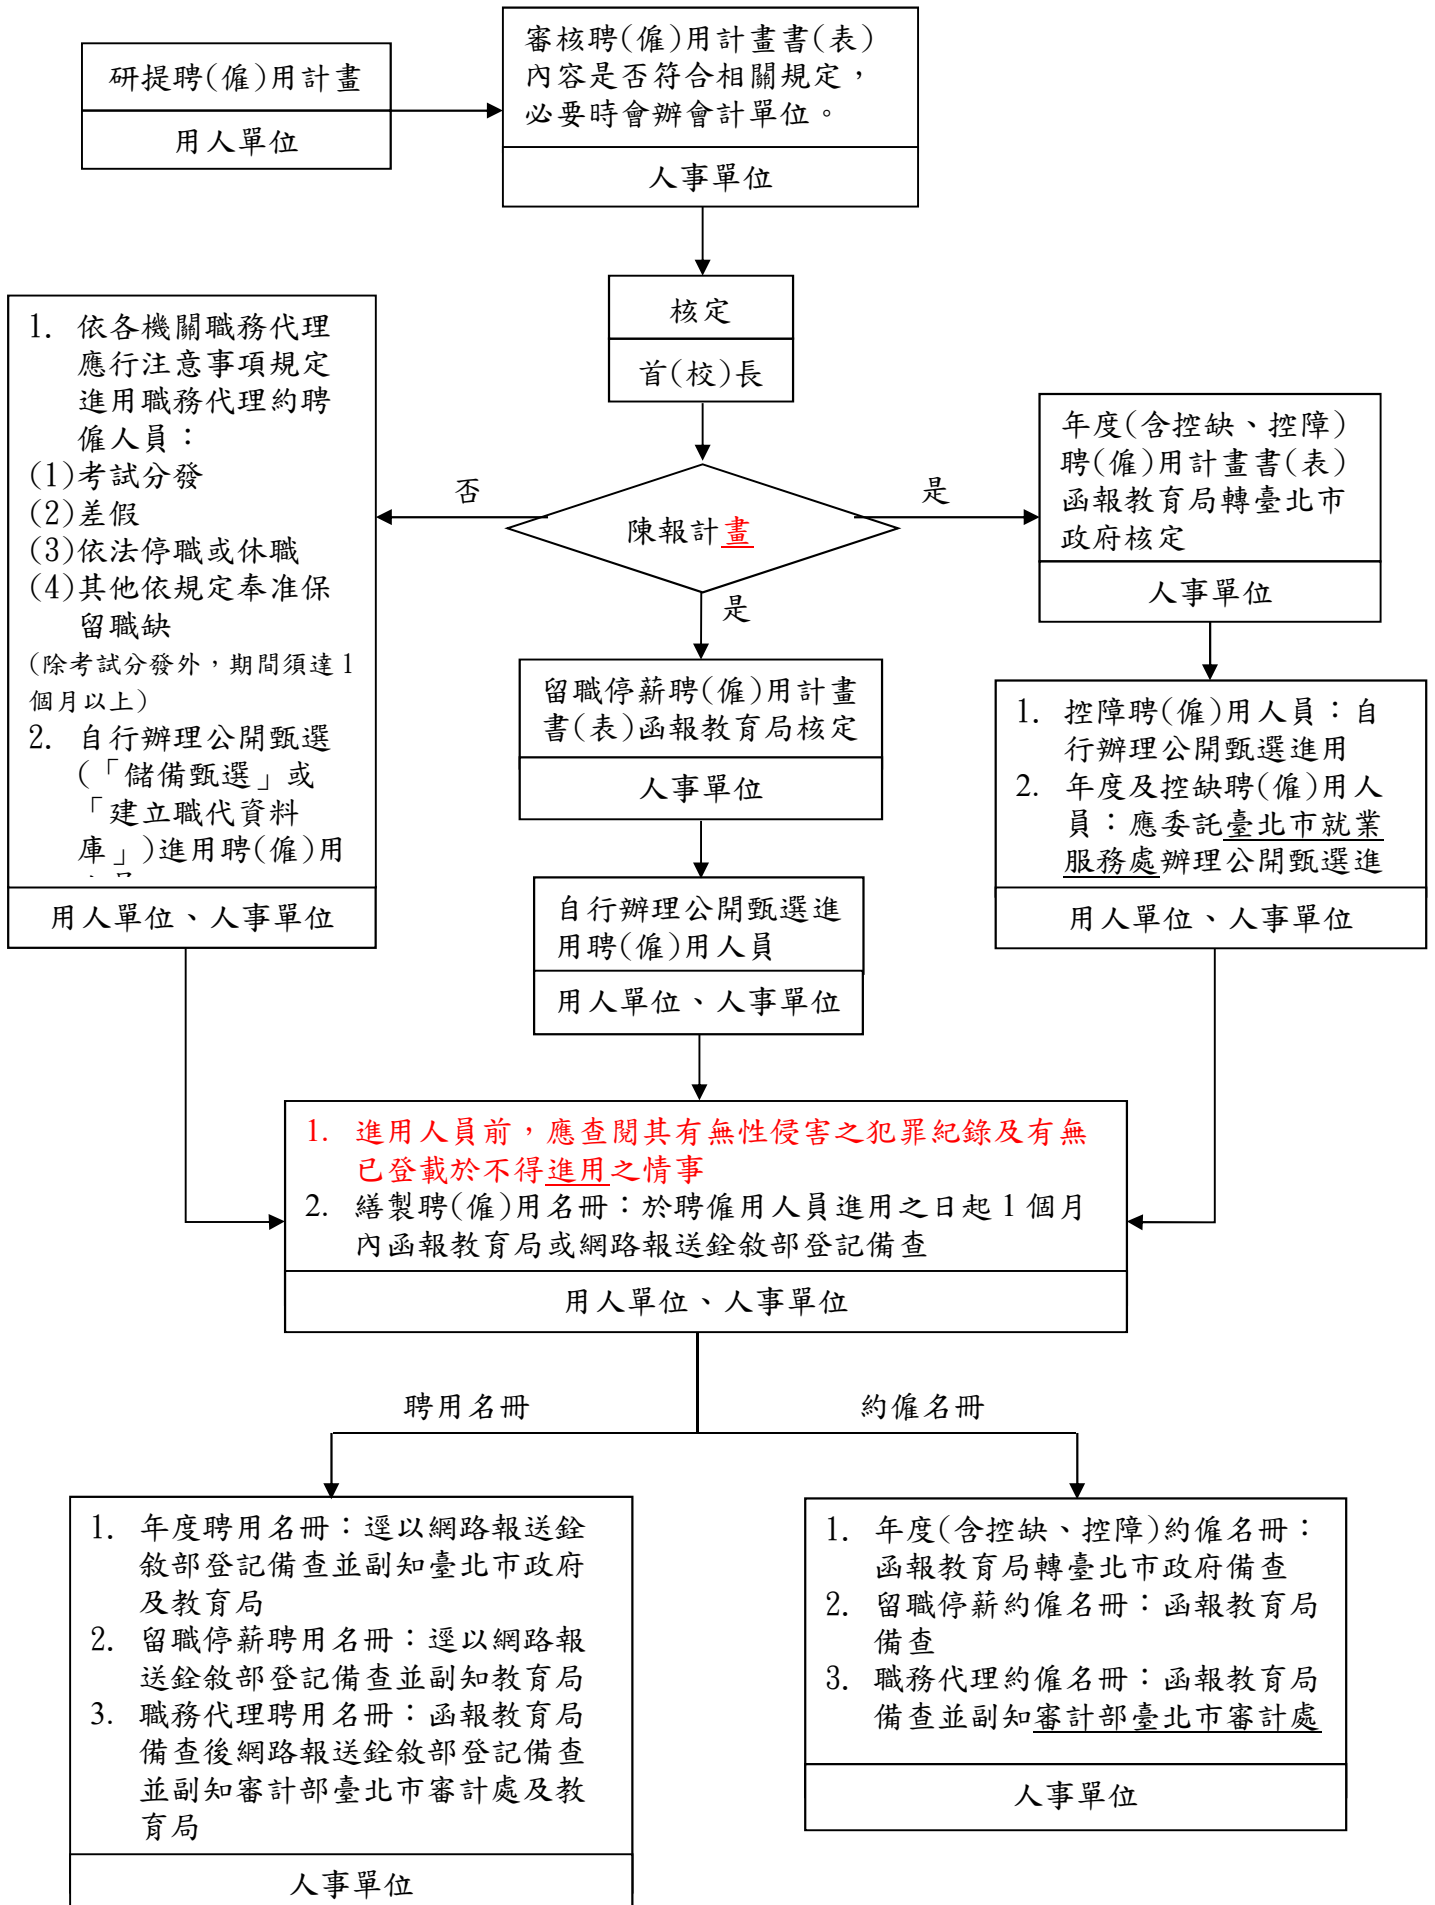 研提聘(僱)用計畫
用人單位
審核聘(僱)用計畫書(表)
內容是否符合相關規定，
必要時會辦會計單位。
人事單位
核定
首(校)長
陳報計畫
否
是
是
1. 依各機關職務代理
應行注意事項規定
進用職務代理約聘
僱人員：
(1)考試分發
(2)差假
(3)依法停職或休職
(4)其他依規定奉准保
留職缺
(除考試分發外，期間須達1
個月以上)
2. 自行辦理公開甄選
(「儲備甄選」或
「建立職代資料
庫」)進用聘(僱)用
用人單位、人事單位
留職停薪聘(僱)用計畫
書(表)函報教育局核定
人事單位
自行辦理公開甄選進
用聘(僱)用人員
用人單位、人事單位
年度(含控缺、控障)
聘(僱)用計畫書(表)
函報教育局轉臺北市
政府核定
人事單位
1. 控障聘(僱)用人員：自
行辦理公開甄選進用
2. 年度及控缺聘(僱)用人
員：應委託臺北市就業
服務處辦理公開甄選進
用人單位、人事單位
1. 進用人員前，應查閱其有無性侵害之犯罪紀錄及有無
已登載於不得進用之情事
2. 繕製聘(僱)用名冊：於聘僱用人員進用之日起1個月
內函報教育局或網路報送銓敘部登記備查
用人單位、人事單位
聘用名冊
約僱名冊
1. 年度聘用名冊：逕以網路報送銓
敘部登記備查並副知臺北市政府
及教育局
2. 留職停薪聘用名冊：逕以網路報
送銓敘部登記備查並副知教育局
3. 職務代理聘用名冊：函報教育局
備查後網路報送銓敘部登記備查
並副知審計部臺北市審計處及教
育局
人事單位
1. 年度(含控缺、控障)約僱名冊：
函報教育局轉臺北市政府備查
2. 留職停薪約僱名冊：函報教育局
備查
3. 職務代理約僱名冊：函報教育局
備查並副知審計部臺北市審計處
人事單位